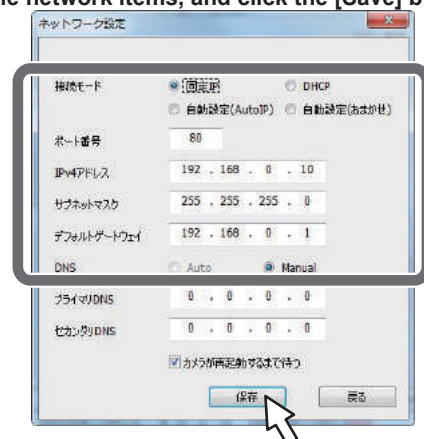 he network items, and click the [Save] b
ネットワーク設定
接続モード 固定IP DHCP
自動設定(AutoIP) 自動設定(おまかせ)
ポート番号 80
IPv4アドレス 192 . 168 . 0 . 10
サブネットマスク 255 . 255 . 255 . 0
デフォルトゲートウェイ 192 . 168 . 0 . 1
DNS Auto Manual
プライマリDNS 0 . 0 . 0 . 0
セカンダリDNS 0 . 0 . 0 . 0
カメラが再起動するまで待つ
保存 戻る